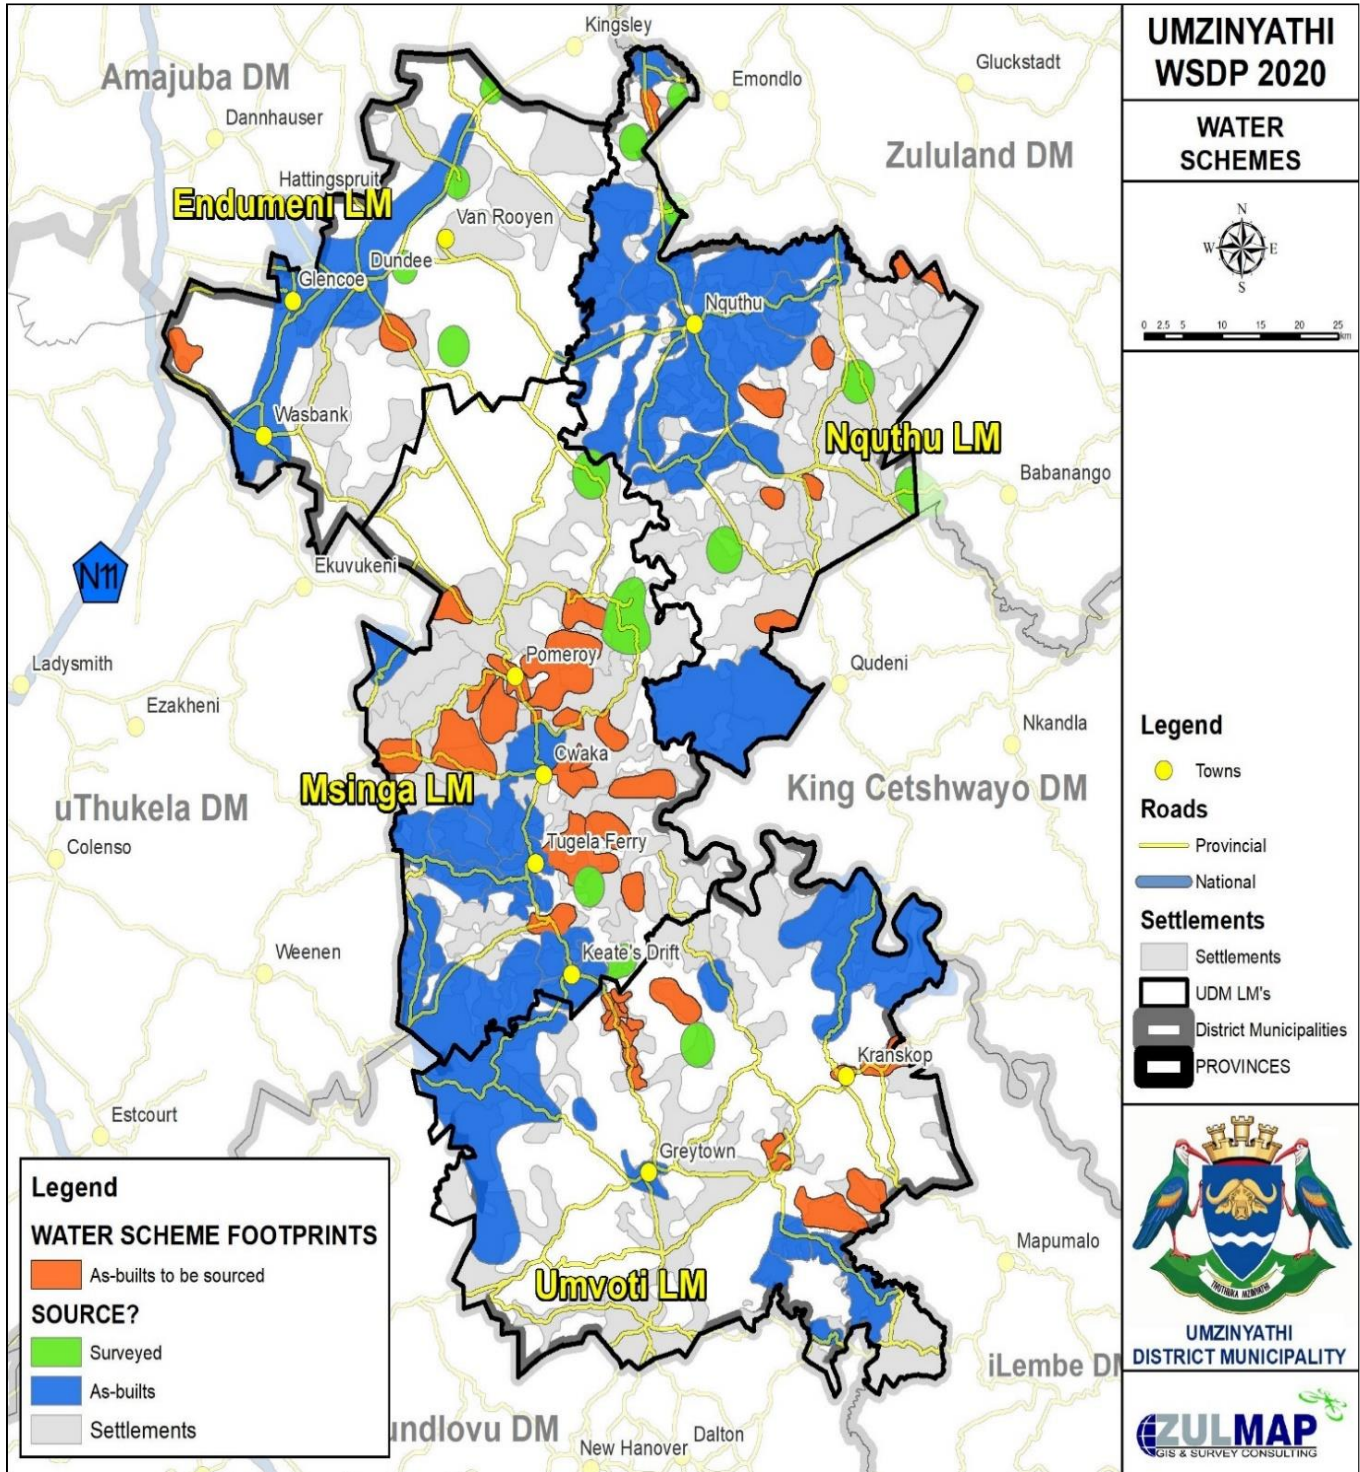 UMZINYATHI
WSDP 2020
WATER
SCHEMES
N
W E
S
0 2.5 5 10 15 20 25
km
Legend
Towns
Roads
Provincial
National
Settlements
Settlements
UDM LM's
District Municipalities
PROVINCES
UMZINYATHI
DISTRICT MUNICIPALITY
ZULMAP
GIS & SURVEY CONSULTING
Kingsley
Amajuba DM
Emondlo
Gluckstadt
Dannhauser
Zululand DM
Hattingspruit
Endumeni LM
Van Rooyen
Dundee
Glencoe
Nquthu
Wasbank
Nquthu LM
Babanango
N11
Ekuvukeni
Ladysmith
Pomeroy
Qudeni
Ezakheni
Nkandla
Cwaka
Msinga LM
King Cetshwayo DM
uThukela DM
Colenso
Tugela Ferry
Weenen
Keate's Drift
Kranskop
Estcourt
Greytown
Mapumalo
Umvoti LM
iLembe DM
undlovu DM
New Hanover
Dalton
Legend
WATER SCHEME FOOTPRINTS
As-builts to be sourced
SOURCE?
Surveyed
As-builts
Settlements